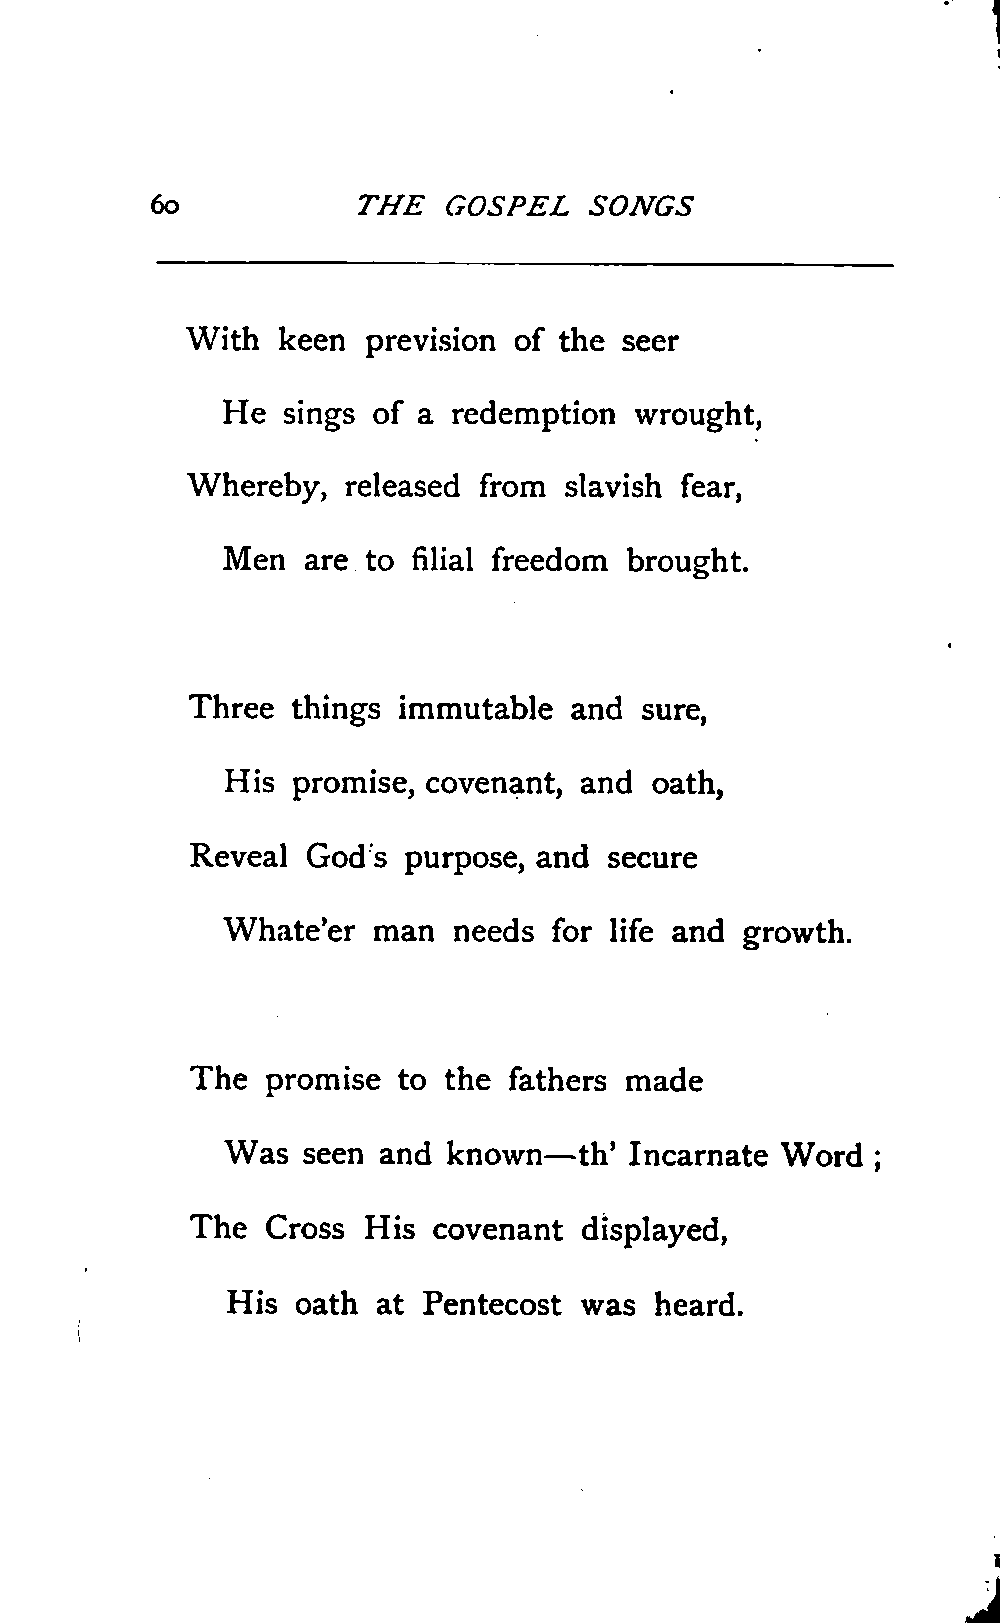 60 THE GOSPEL SONGS
With keen prevision of the seer
He sings of a redemption wrought,
Whereby, released from slavish fear,
Men are to filial freedom brought.
Three things immutable and sure,
His promise, covenant, and oath,
Reveal God's purpose, and secure
Whate'er man needs for life and growth.
The promise to the fathers made
Was seen and known—th' Incarnate Word ;
The Cross His covenant displayed,
His oath at Pentecost was heard.